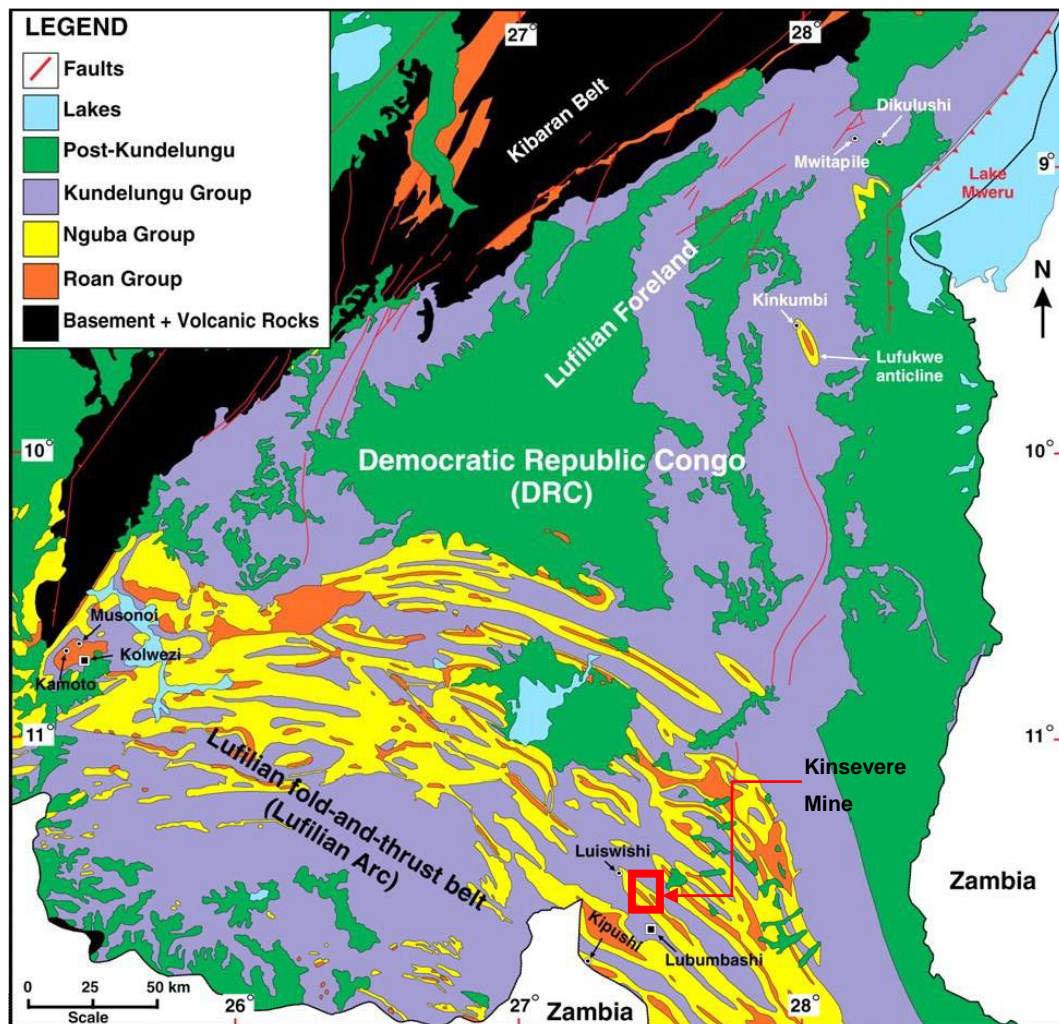 LEGEND
Faults
Lakes
Post-Kundelungu
Kundelungu Group
Nguba Group
Roan Group
Basement + Volcanic Rocks
27°
28°
Kibaran Belt
Dikulushi
Mwitapile
9°
Lake
Mweru
N
Lufilian Foreland
Kinkumbi
Lufukwe
anticline
10°
10°
Democratic Republic Congo
(DRC)
Musonoi
Kolwezi
Kamoto
11°
11°
Kinsevere
Mine
Lufilian fold-and-thrust belt
(Lufilian Arc)
Luiswishi
Zambia
Kipushi
Lubumbashi
0 25 50 km
Scale
26°
27°
Zambia
28°